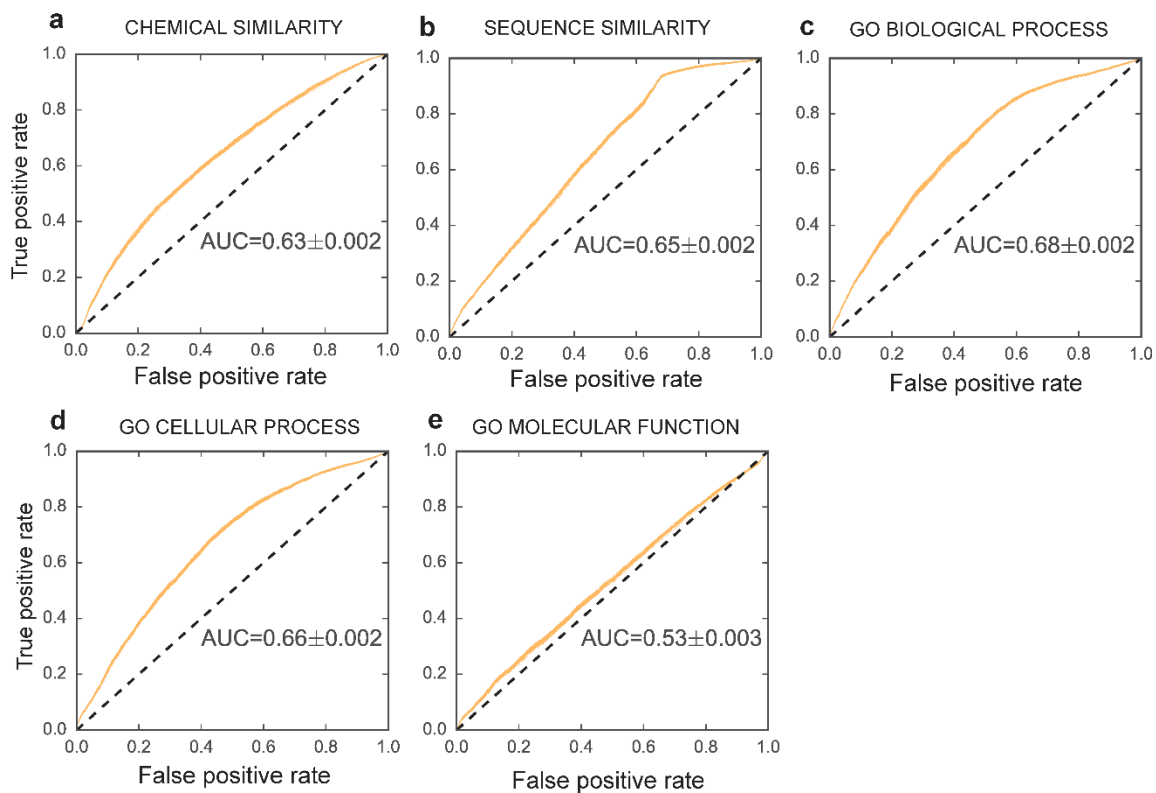 a CHEMICAL SIMILARITY
True positive rate
1.0
0.8
0.6
0.4
0.2
0.0
AUC=0.63±0.002
0.0 0.2 0.4 0.6 0.8 1.0
False positive rate
b SEQUENCE SIMILARITY
1.0
0.8
0.6
0.4
0.2
0.0
AUC=0.65±0.002
0.0 0.2 0.4 0.6 0.8 1.0
False positive rate
c GO BIOLOGICAL PROCESS
1.0
0.8
0.6
0.4
0.2
0.0
AUC=0.68±0.002
0.0 0.2 0.4 0.6 0.8 1.0
False positive rate
d GO CELLULAR PROCESS
True positive rate
1.0
0.8
0.6
0.4
0.2
0.0
AUC=0.66±0.002
0.0 0.2 0.4 0.6 0.8 1.0
False positive rate
e GO MOLECULAR FUNCTION
1.0
0.8
0.6
0.4
0.2
0.0
AUC=0.53±0.003
0.0 0.2 0.4 0.6 0.8 1.0
False positive rate